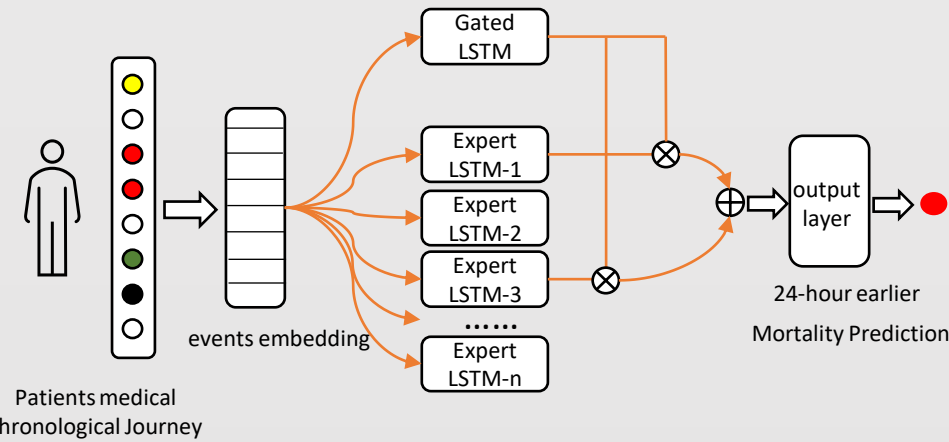 Gated
LSTM
Expert
LSTM-1
Expert
LSTM-2
Expert
LSTM-3
......
Expert
LSTM-n
events embedding
Patients medical
hronological Journey
output
layer
24-hour earlier
Mortality Prediction